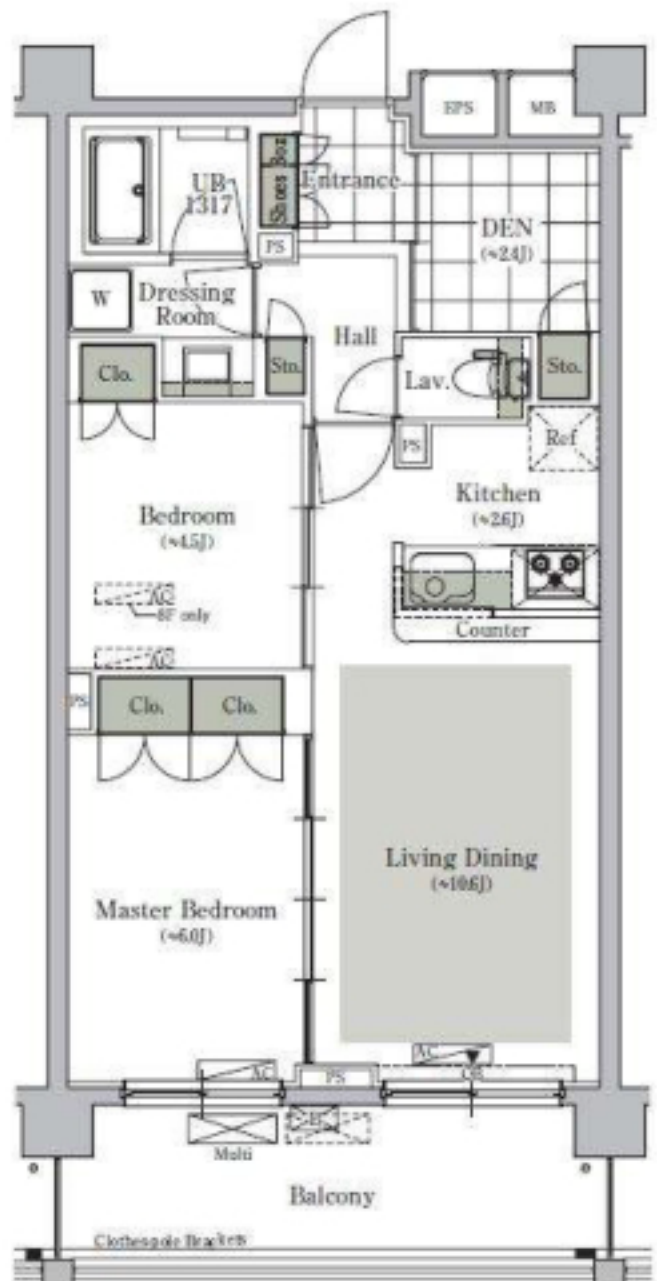 EPS
MB
Shoes Box
Entrance
UB
1317
DEN
(≈2.4J)
PS
W
Dressing
Room
Hall
Clo.
Sto.
Lav.
Sto.
PS
Ref
Kitchen
(≈2.6J)
Bedroom
(≈4.5J)
AC
8F only
AC
Counter
PS
Clo.
Clo.
Living Dining
(≈10.6J)
Master Bedroom
(≈6.0J)
AC
AC
PS
Multi
Balcony
Clothespole Brackets